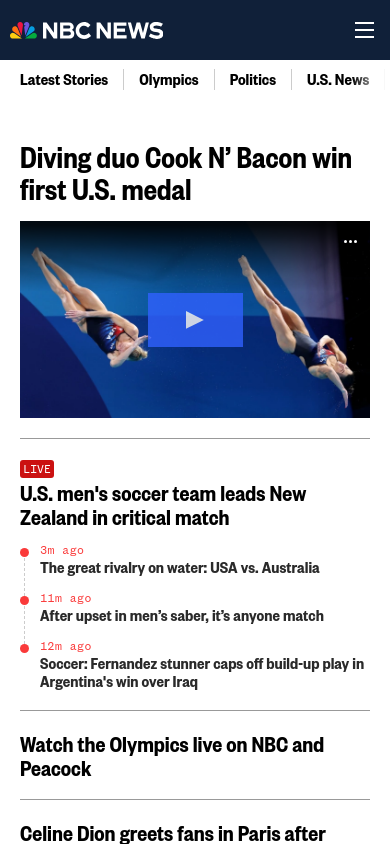 NBC NEWS
Latest Stories
Olympics
Politics
U.S. News
Diving duo Cook N’ Bacon win
first U.S. medal
LIVE
U.S. men's soccer team leads New
Zealand in critical match
3m ago
The great rivalry on water: USA vs. Australia
11m ago
After upset in men’s saber, it’s anyone match
12m ago
Soccer: Fernandez stunner caps off build-up play in
Argentina's win over Iraq
Watch the Olympics live on NBC and
Peacock
Celine Dion greets fans in Paris after